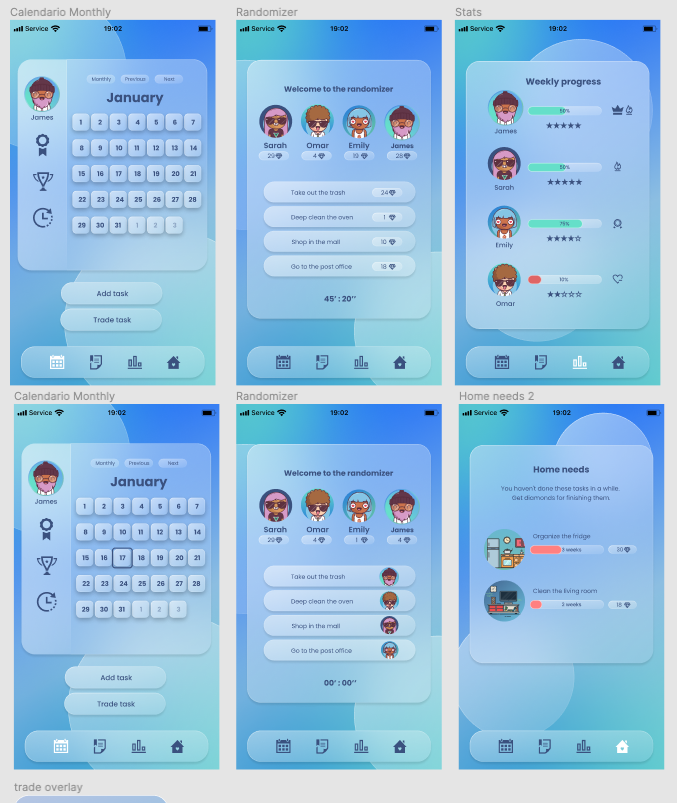 Calendario Monthly
Service 19:02
Monthly Previous Next
January
James
1 2 3 4 5 6 7
8 9 10 11 12 13 14
15 16 17 18 19 20 21
22 23 24 25 26 27 28
29 30 31 1 2 3
Add task
Trade task
Randomizer
Service 19:02
Welcome to the randomizer
Sarah Omar Emily James
29 4 19 28
Take out the trash 24
Deep clean the oven 1
Shop in the mall 10
Go to the post office 18
45' : 20''
Stats
Service 19:02
Weekly progress
50%
James
50%
Sarah
75%
Emily
10%
Omar
Calendario Monthly
Service 19:02
Monthly Previous Next
January
James
1 2 3 4 5 6 7
8 9 10 11 12 13 14
15 16 17 18 19 20 21
22 23 24 25 26 27 28
29 30 31 1 2 3
Add task
Trade task
Randomizer
Service 19:02
Welcome to the randomizer
Sarah Omar Emily James
29 4 1 4
Take out the trash
Deep clean the oven
Shop in the mall
Go to the post office
00' : 00''
Home needs 2
Service 19:02
Home needs
You haven't done these tasks in a while.
Get diamonds for finishing them.
Organize the fridge
3 weeks 30
Clean the living room
2 weeks 18
trade overlay